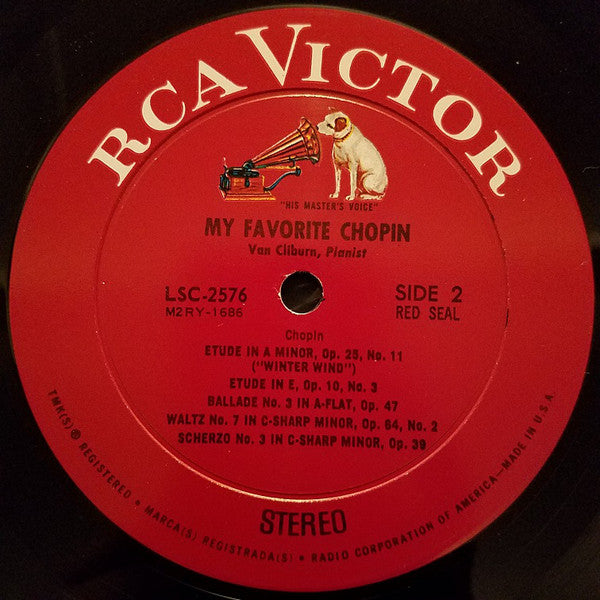 RCA VICTOR
"HIS MASTER'S VOICE"
MY FAVORITE CHOPIN
Van Cliburn, Pianist
LSC-2576
M2RY-1686
SIDE 2
RED SEAL
Chopin
ETUDE IN A MINOR, Op. 25, No. 11
("WINTER WIND")
ETUDE IN E, Op. 10, No. 3
BALLADE No. 3 IN A-FLAT, Op. 47
WALTZ No. 7 IN C-SHARP MINOR, Op. 64, No. 2
SCHERZO No. 3 IN C-SHARP MINOR, Op. 39
STEREO
TMK(S) ® REGISTERED • MARCA(S) REGISTRADA(S) • RADIO CORPORATION OF AMERICA—MADE IN U.S.A.